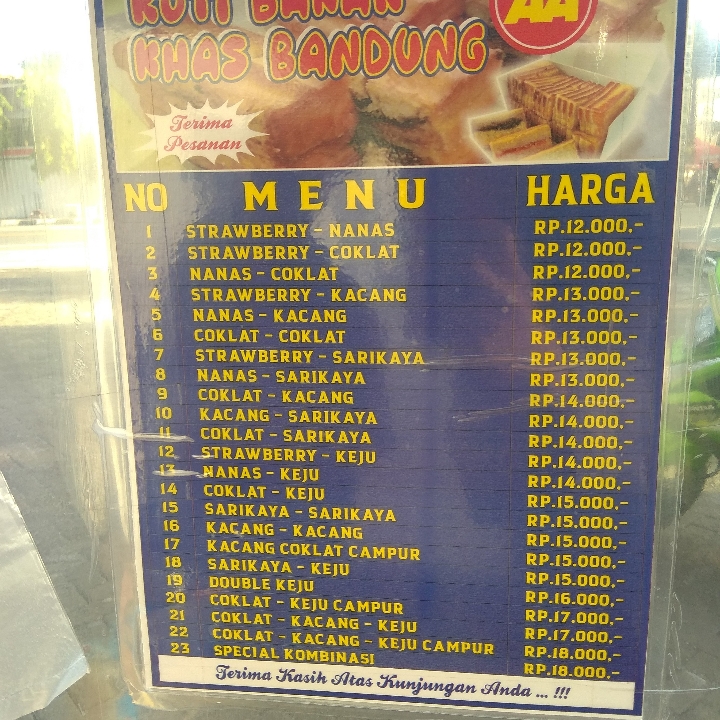 ROTI BAKAR
KHAS BANDUNG
AA
Terima
Pesanan
NO MENU HARGA
1 STRAWBERRY - NANAS RP.12.000,-
2 STRAWBERRY - COKLAT RP.12.000,-
3 NANAS - COKLAT RP.12.000,-
4 STRAWBERRY - KACANG RP.13.000,-
5 NANAS - KACANG RP.13.000,-
6 COKLAT - COKLAT RP.13.000,-
7 STRAWBERRY - SARIKAYA RP.13.000,-
8 NANAS - SARIKAYA RP.13.000,-
9 COKLAT - KACANG RP.14.000,-
10 KACANG - SARIKAYA RP.14.000,-
11 COKLAT - SARIKAYA RP.14.000,-
12 STRAWBERRY - KEJU RP.14.000,-
13 NANAS - KEJU RP.14.000,-
14 COKLAT - KEJU RP.15.000,-
15 SARIKAYA - SARIKAYA RP.15.000,-
16 KACANG - KACANG RP.15.000,-
17 KACANG COKLAT CAMPUR RP.15.000,-
18 SARIKAYA - KEJU RP.15.000,-
19 DOUBLE KEJU RP.16.000,-
20 COKLAT - KEJU CAMPUR RP.17.000,-
21 COKLAT - KACANG - KEJU RP.17.000,-
22 COKLAT - KACANG - KEJU CAMPUR RP.18.000,-
23 SPECIAL KOMBINASI RP.18.000,-
Terima Kasih Atas Kunjungan Anda ... !!!